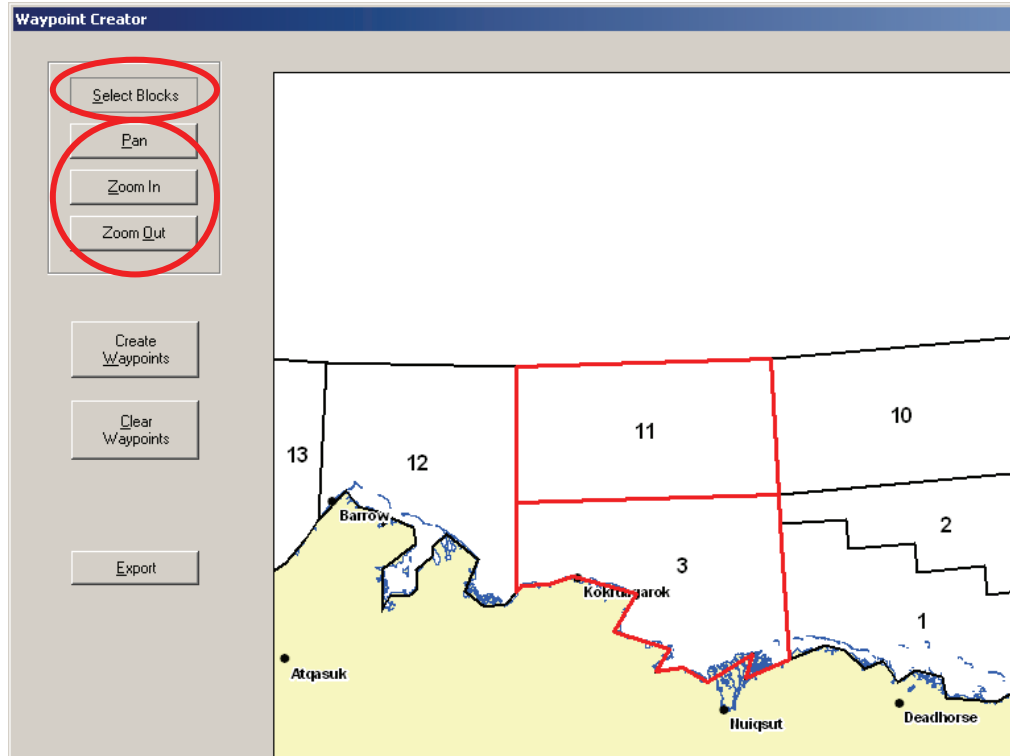 Waypoint Creator
Select Blocks
Pan
Zoom In
Zoom Out
Create
Waypoints
Clear
Waypoints
Export
11
10
13
12
Barrow
2
3
Kokruagarok
1
Atqasuk
Nuiqsut
Deadhorse